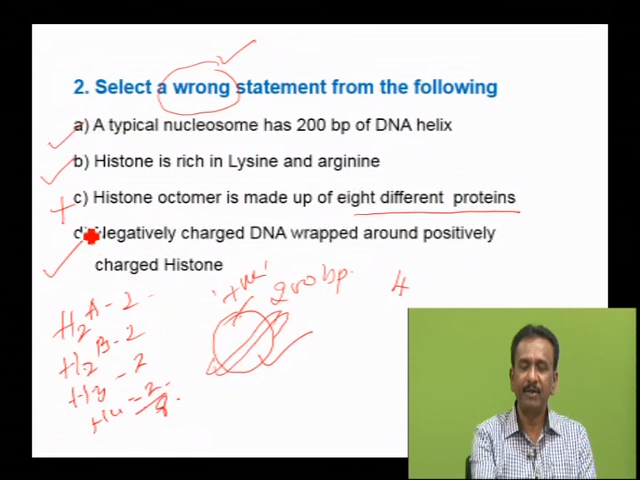 2. Select a wrong statement from the following
a) A typical nucleosome has 200 bp of DNA helix
b) Histone is rich in Lysine and arginine
c) Histone octomer is made up of eight different proteins
d) Negatively charged DNA wrapped around positively
charged Histone
'+ve'
200 bp.
4
H2A - 2
H2B - 2
H3 - 2
H4 = 2
8.